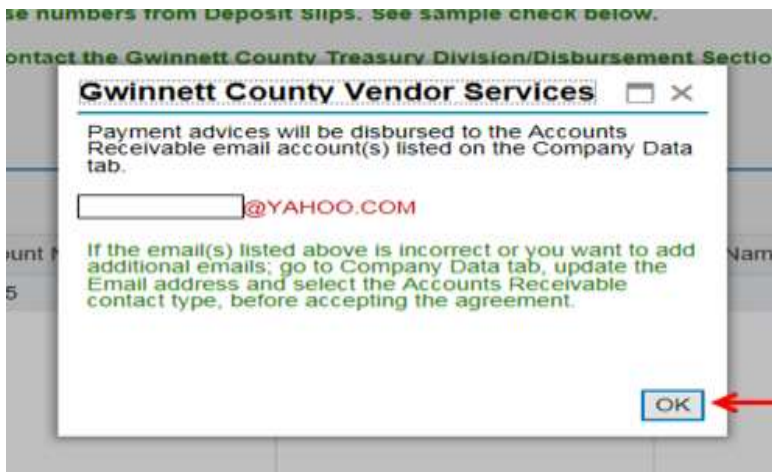 se numbers from Deposit Slips. See sample check below.
ontact the Gwinnett County Treasury Division/Disbursement Sectio
Gwinnett County Vendor Services
Payment advices will be disbursed to the Accounts
Receivable email account(s) listed on the Company Data
tab.
@YAHOO.COM
If the email(s) listed above is incorrect or you want to add
additional emails; go to Company Data tab, update the
Email address and select the Accounts Receivable
contact type, before accepting the agreement.
ount N
Nam
5
OK